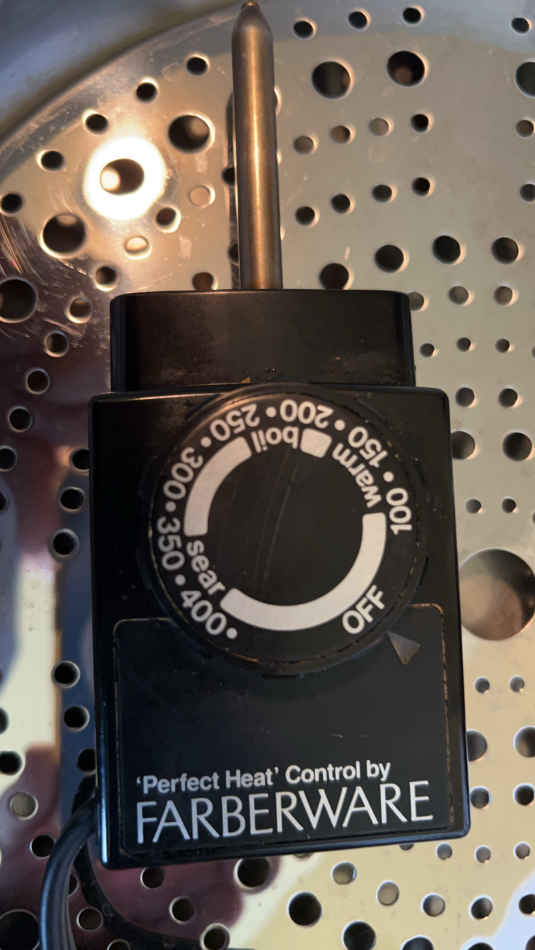 OFF
100 • 150 • 200 • 250 • 300 • 350 • 400 •
warm
boil
sear
‘Perfect Heat’ Control by
FARBERWARE